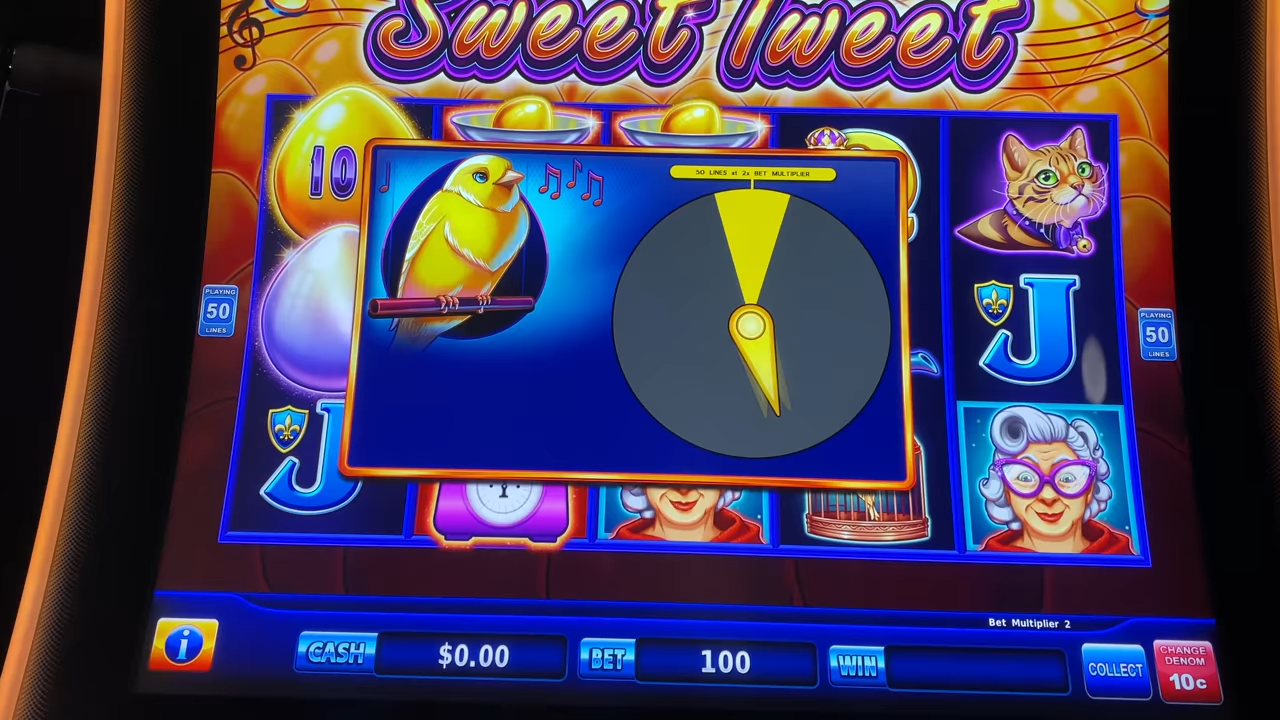 Sweet Tweet
10
50 LINES at 2x BET MULTIPLIER
J
PLAYING
50
LINES
PLAYING
50
LINES
J
Bet Multiplier 2
i
CASH
$0.00
BET
100
WIN
COLLECT
CHANGE
DENOM
10¢